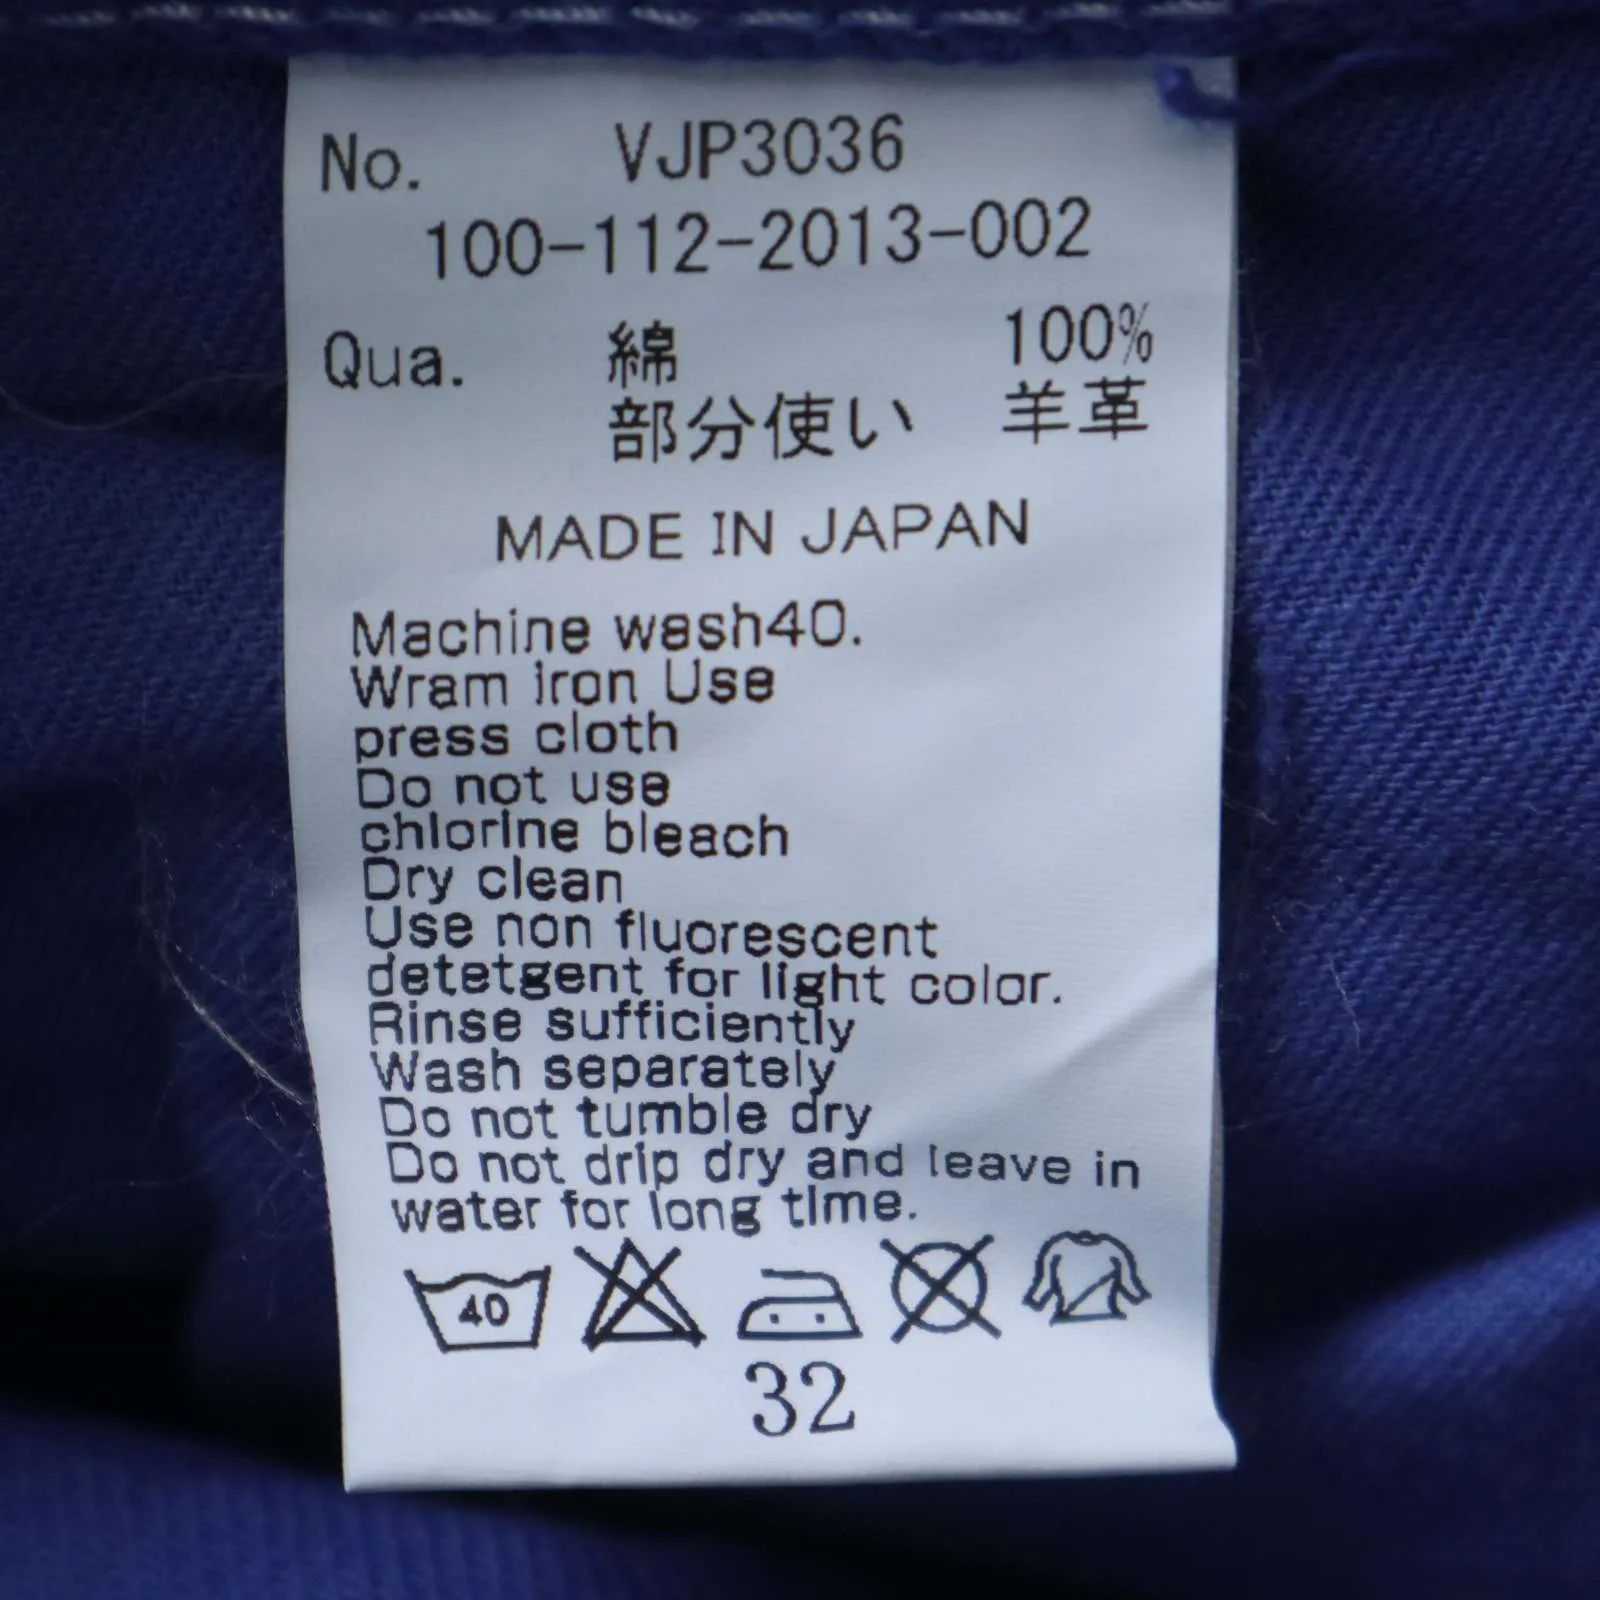 No. VJP3036
100-112-2013-002
Qua. 綿 100%
部分使い 羊革
MADE IN JAPAN
Machine wash40.
Wram iron Use
press cloth
Do not use
chlorine bleach
Dry clean
Use non fluorescent
detetgent for light color.
Rinse sufficiently
Wash separately
Do not tumble dry
Do not drip dry and leave in
water for long time.
40
32